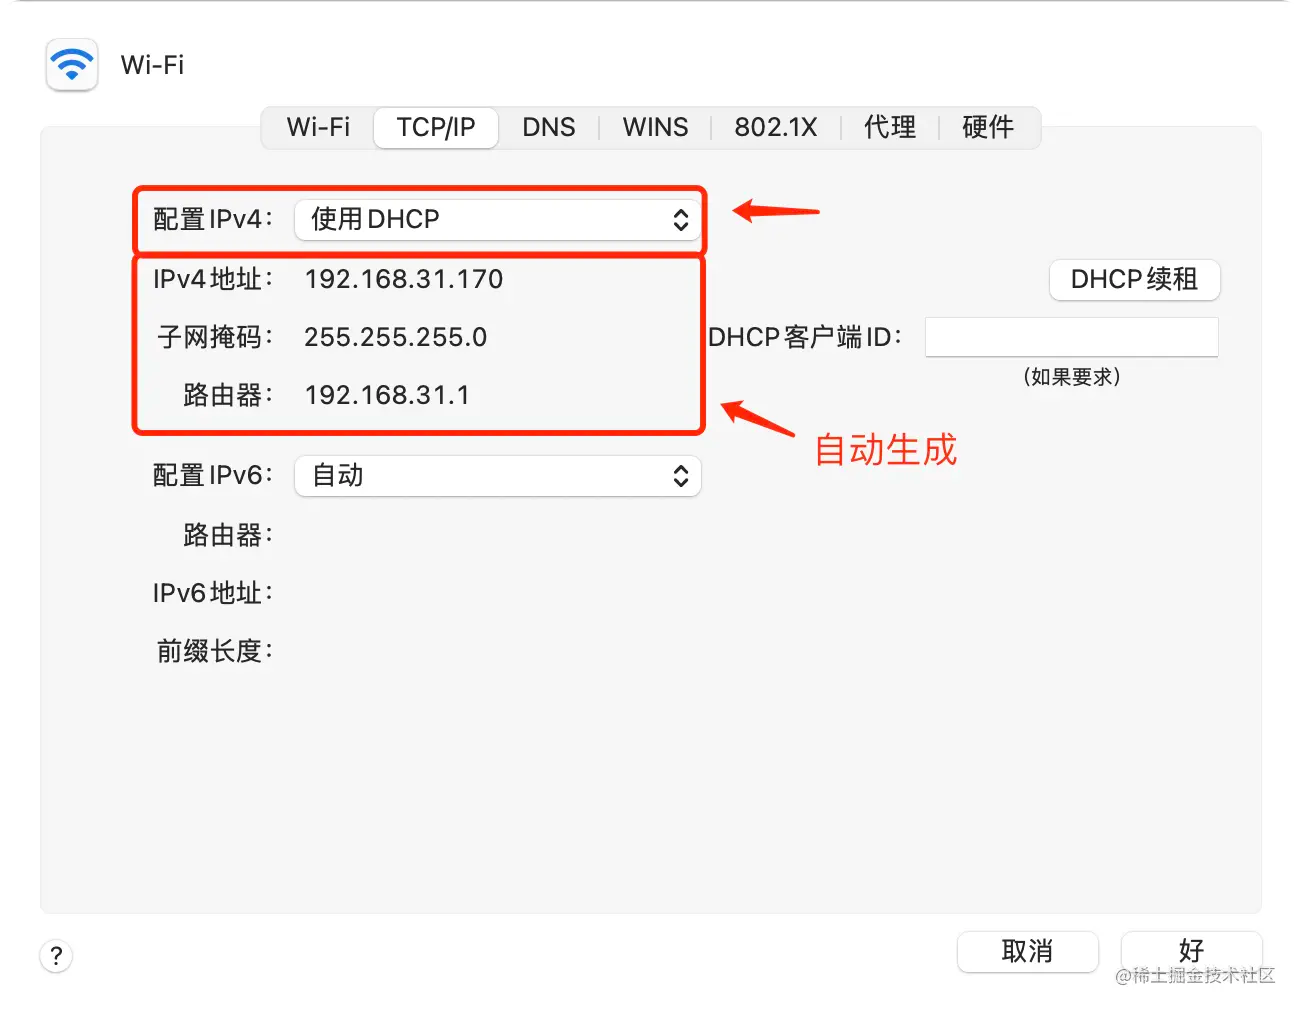 Wi-Fi
Wi-Fi TCP/IP DNS WINS 802.1X 代理 硬件
配置IPv4： 使用DHCP
IPv4地址： 192.168.31.170
DHCP续租
子网掩码： 255.255.255.0
DHCP客户端ID：
(如果要求)
路由器： 192.168.31.1
自动生成
配置IPv6： 自动
路由器：
IPv6地址：
前缀长度：
? 取消 好
@稀土掘金技术社区